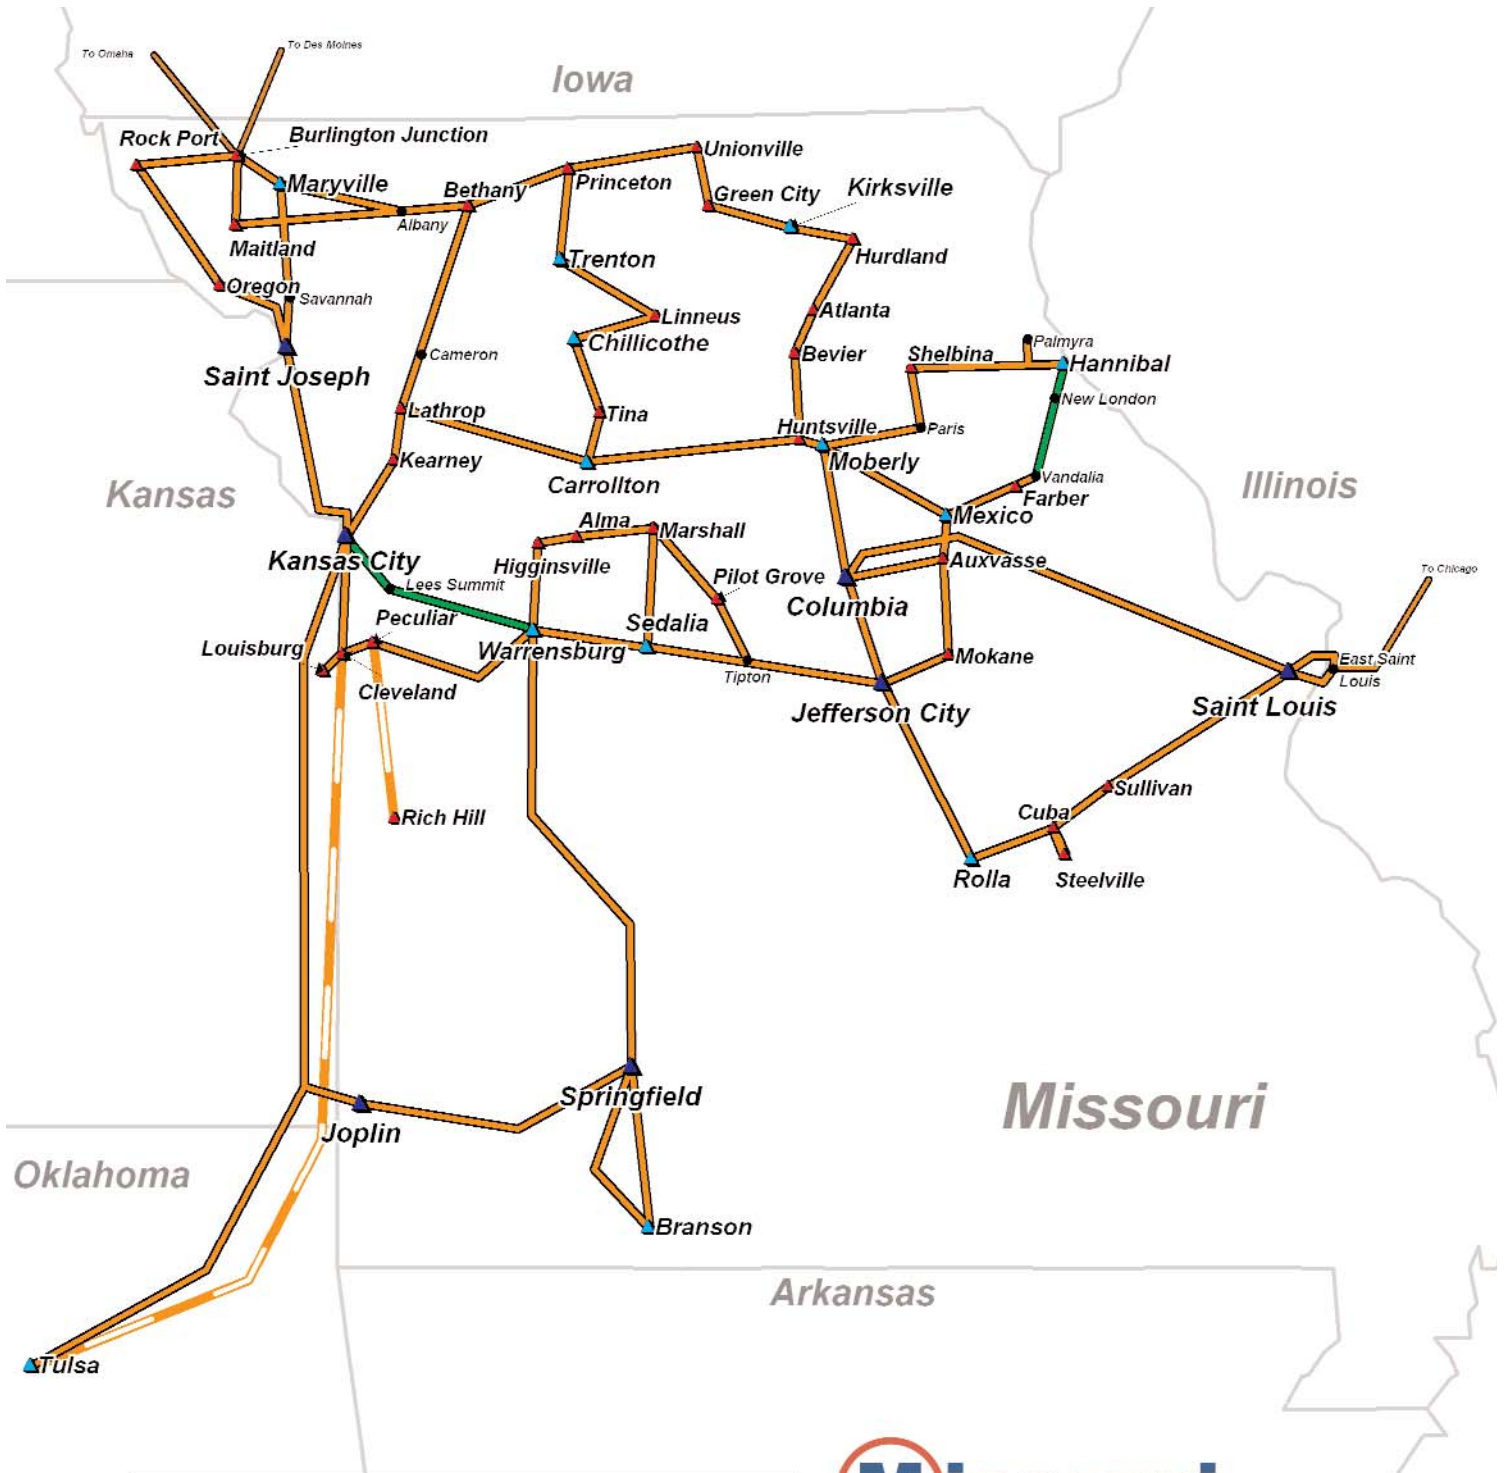 To Omaha
To Des Moines
Iowa
Rock Port
Burlington Junction
Unionville
Maryville
Bethany
Princeton
Green City
Kirksville
Albany
Maitland
Hurdland
Trenton
Oregon
Savannah
Linneus
Atlanta
Chillicothe
Cameron
Bevier
Shelbina
Palmyra
Hannibal
Saint Joseph
New London
Lathrop
Tina
Huntsville
Paris
Kearney
Moberly
Carrollton
Vandalia
Illinois
Kansas
Farber
Mexico
Alma
Marshall
Kansas City
Higginsville
Auxvasse
To Chicago
Lees Summit
Pilot Grove
Columbia
Peculiar
Sedalia
Louisburg
Warrensburg
Mokane
East Saint
Louis
Tipton
Cleveland
Jefferson City
Saint Louis
Sullivan
Rich Hill
Cuba
Rolla
Steelville
Springfield
Missouri
Joplin
Oklahoma
Branson
Arkansas
Tulsa